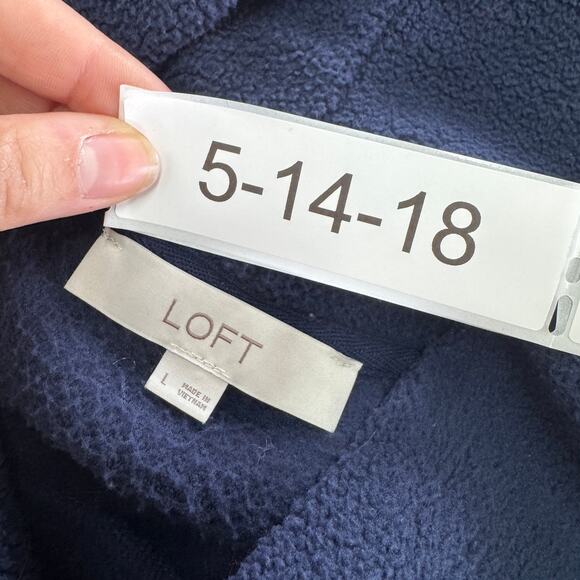 5-14-18
LOFT
L
MADE IN
VIETNAM